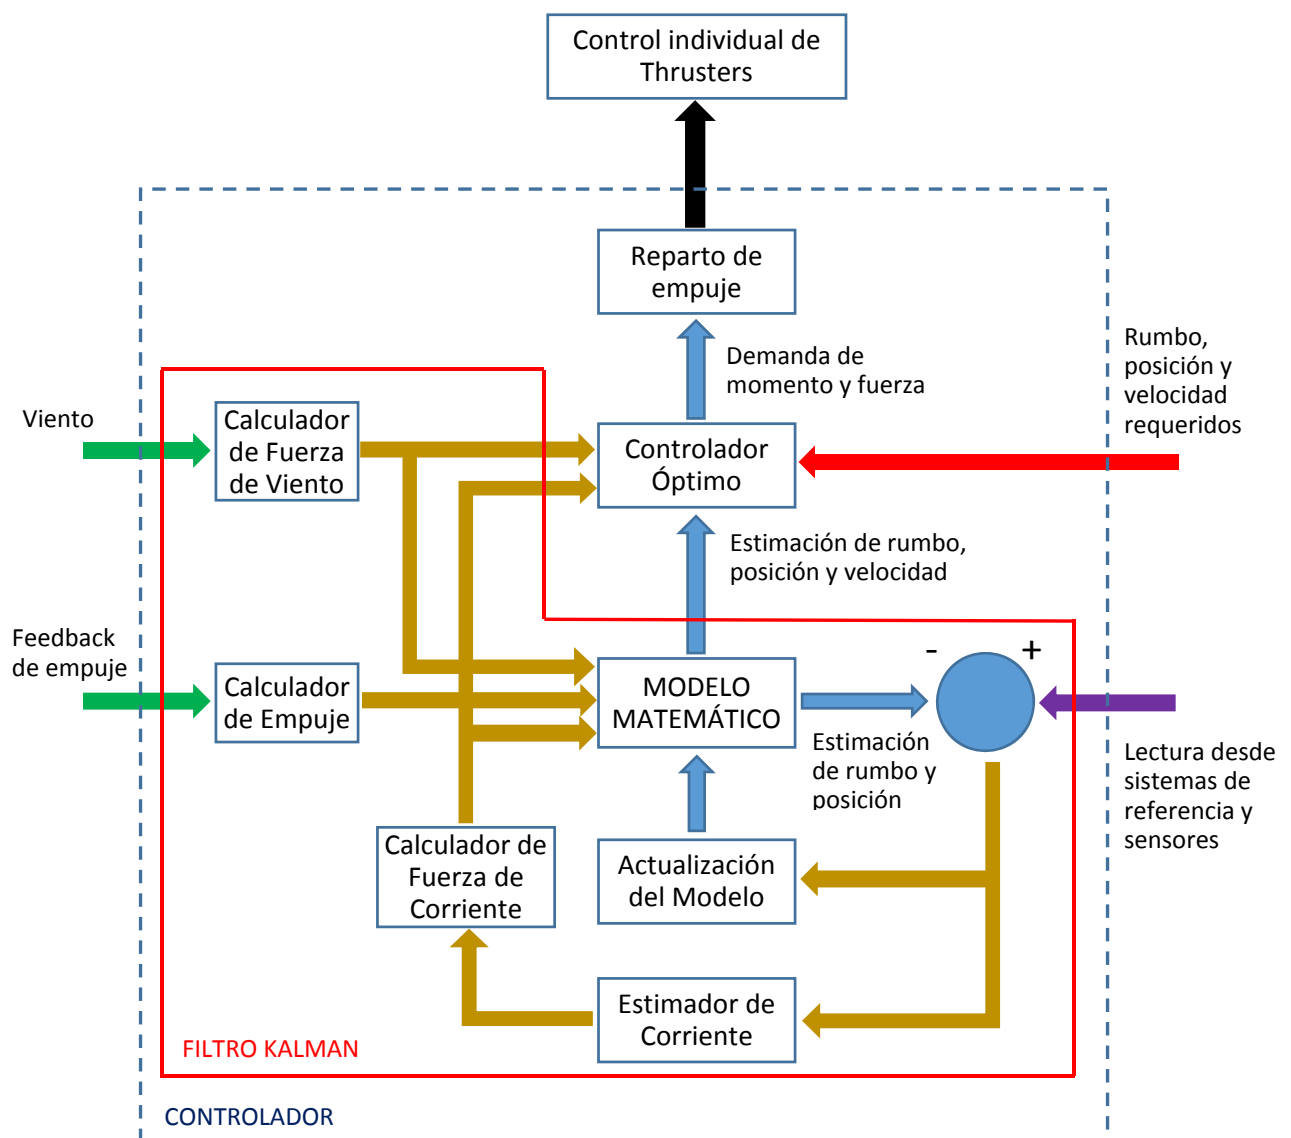 Control individual de
Thrusters
Reparto de
empuje
Demanda de
momento y fuerza
Rumbo,
posición y
velocidad
requeridos
Viento
Calculador
de Fuerza
de Viento
Controlador
Óptimo
Estimación de rumbo,
posición y velocidad
Feedback
de empuje
Calculador
de Empuje
MODELO
MATEMÁTICO
-
+
Estimación
de rumbo y
posición
Lectura desde
sistemas de
referencia y
sensores
Calculador de
Fuerza de
Corriente
Actualización
del Modelo
Estimador de
Corriente
FILTRO KALMAN
CONTROLADOR